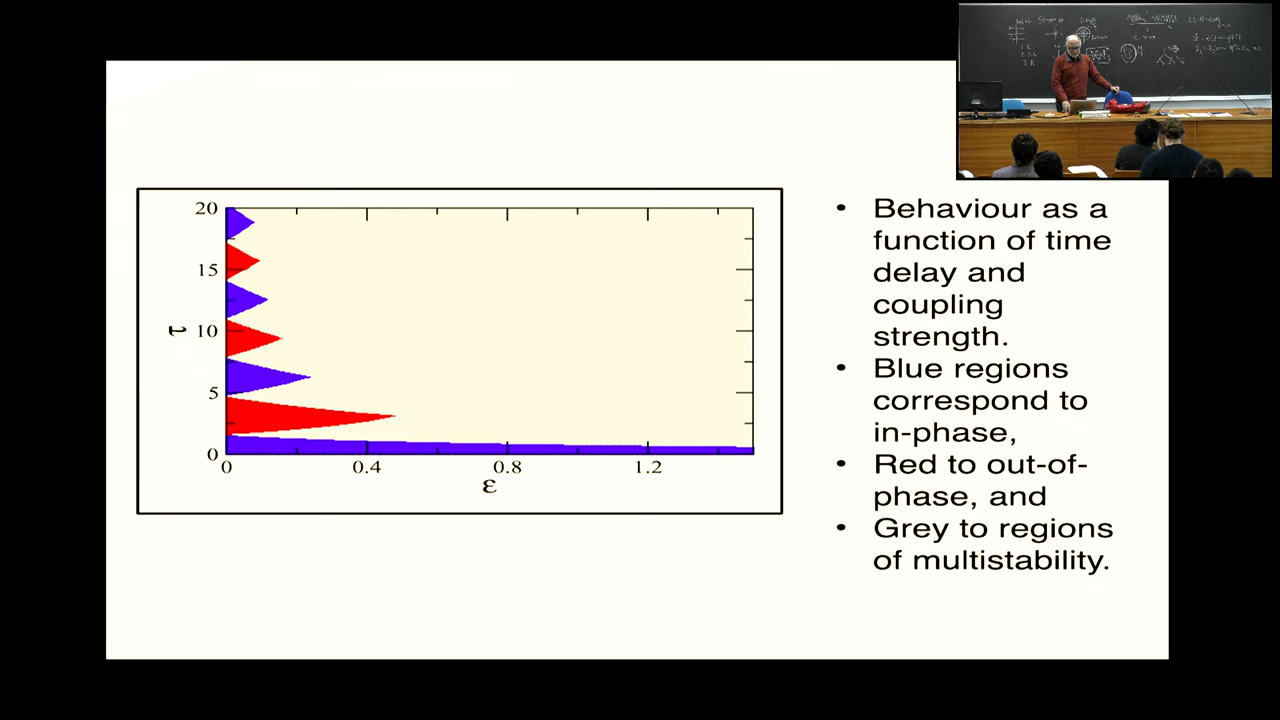 20
15
τ 10
5
0
0 0.4 0.8 1.2
ε
• Behaviour as a
function of time
delay and
coupling
strength.
• Blue regions
correspond to
in-phase,
• Red to out-of-
phase, and
• Grey to regions
of multistability.